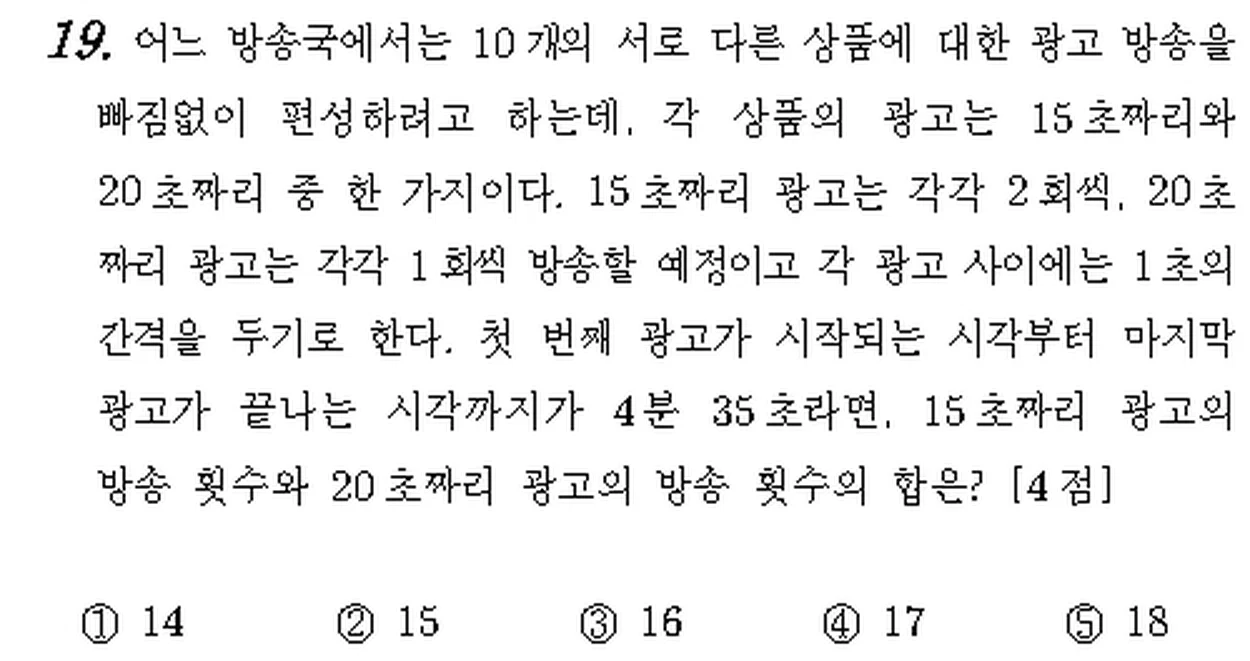 19. 어느 방송국에서는 10개의 서로 다른 상품에 대한 광고 방송을
빠짐없이 편성하려고 하는데, 각 상품의 광고는 15초짜리와
20초짜리 중 한 가지이다. 15초짜리 광고는 각각 2회씩, 20초
짜리 광고는 각각 1회씩 방송할 예정이고 각 광고 사이에는 1초의
간격을 두기로 한다. 첫 번째 광고가 시작되는 시각부터 마지막
광고가 끝나는 시각까지가 4분 35초라면, 15초짜리 광고의
방송 횟수와 20초짜리 광고의 방송 횟수의 합은? [4점]
① 14 ② 15 ③ 16 ④ 17 ⑤ 18